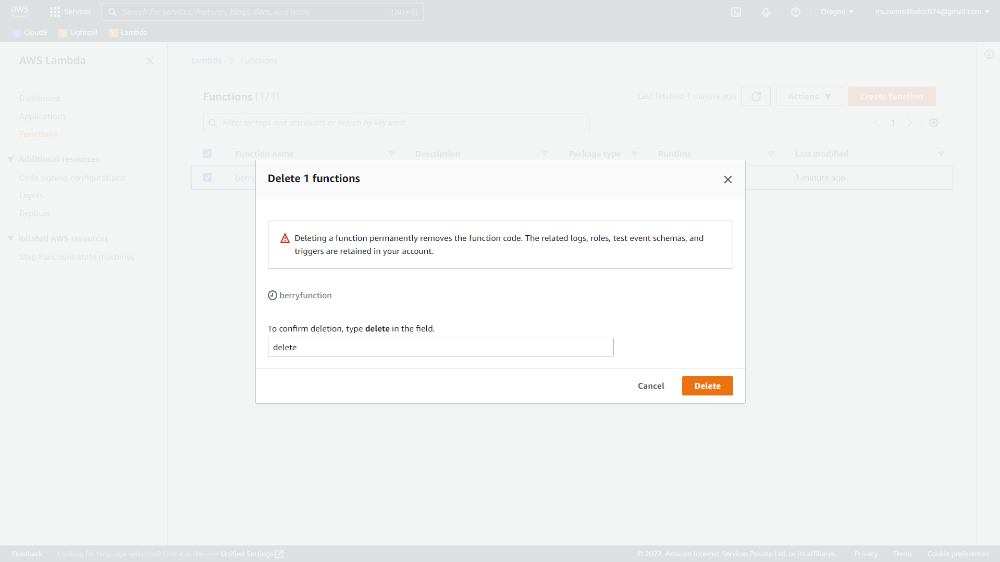 aws
Services
Search for services, features, blogs, docs, and more
[Alt+S]
Oregon
muzammilbaloch74@gmail.com
Cloud9
Lightsail
Lambda
AWS Lambda
Dashboard
Applications
Functions
Additional resources
Code signing configurations
Layers
Replicas
Related AWS resources
Step Functions state machines
Lambda
Functions
Functions (1/1)
Last fetched 1 minute ago
Actions
Create function
Filter by tags and attributes or search by keyword
1
Function name
Description
Package type
Runtime
Last modified
berry
1 minute ago
Delete 1 functions
Deleting a function permanently removes the function code. The related logs, roles, test event schemas, and
triggers are retained in your account.
berryfunction
To confirm deletion, type delete in the field.
delete
Cancel
Delete
Feedback
Looking for language selection? Find it in the new Unified Settings
© 2022, Amazon Internet Services Private Ltd. or its affiliates.
Privacy
Terms
Cookie preferences